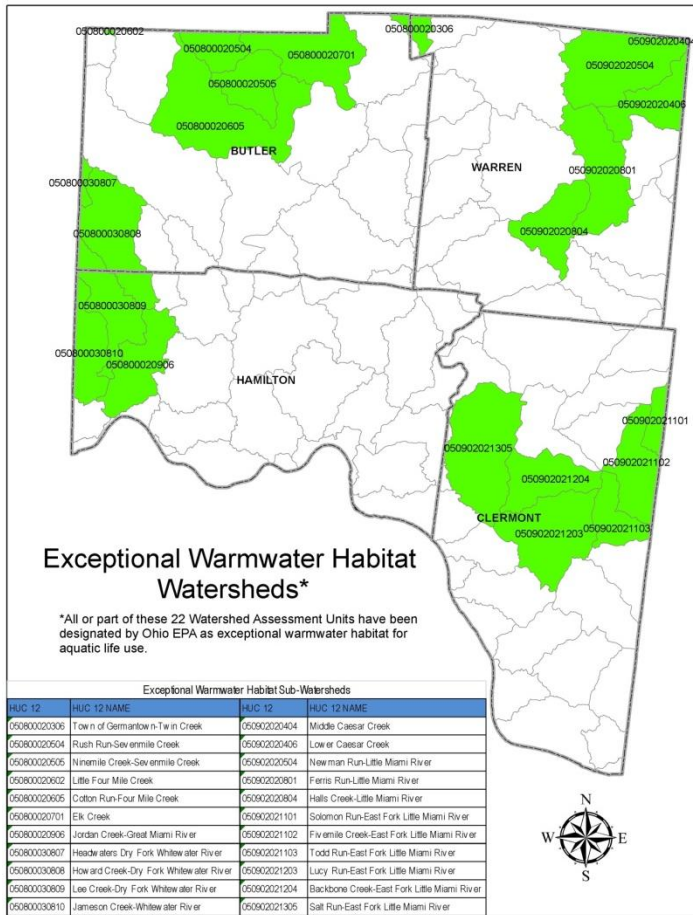 050800020602
050800020504
050800020701
050800020306
050902020404
050902020504
050800020505
050902020406
050800020605
BUTLER
WARREN
050902020801
050800030807
050800030808
050902020804
050800030809
050800030810
050800020906
HAMILTON
050902021101
050902021305
050902021102
050902021204
CLERMONT
050902021103
050902021203
Exceptional Warmwater Habitat
Watersheds*
*All or part of these 22 Watershed Assessment Units have been
designated by Ohio EPA as exceptional warmwater habitat for
aquatic life use.
Exceptional Warmwater Habitat Sub-Watersheds
HUC 12 HUC 12 NAME HUC 12 HUC 12 NAME
050800020306 Town of Germantown-Twin Creek 050902020404 Middle Caesar Creek
050800020504 Rush Run-Sevenmile Creek 050902020406 Lower Caesar Creek
050800020505 Ninemile Creek-Sevenmile Creek 050902020504 Newman Run-Little Miami River
050800020602 Little Four Mile Creek 050902020801 Ferris Run-Little Miami River
050800020605 Cotton Run-Four Mile Creek 050902020804 Halls Creek-Little Miami River
050800020701 Elk Creek 050902021101 Solomon Run-East Fork Little Miami River
050800020906 Jordan Creek-Great Miami River 050902021102 Fivemile Creek-East Fork Little Miami River
050800030807 Headwaters Dry Fork Whitewater River 050902021103 Todd Run-East Fork Little Miami River
050800030808 Howard Creek-Dry Fork Whitewater River 050902021203 Lucy Run-East Fork Little Miami River
050800030809 Lee Creek-Dry Fork Whitewater River 050902021204 Backbone Creek-East Fork Little Miami River
050800030810 Jameson Creek-Whitewater River 050902021305 Salt Run-East Fork Little Miami River
N
W E
S